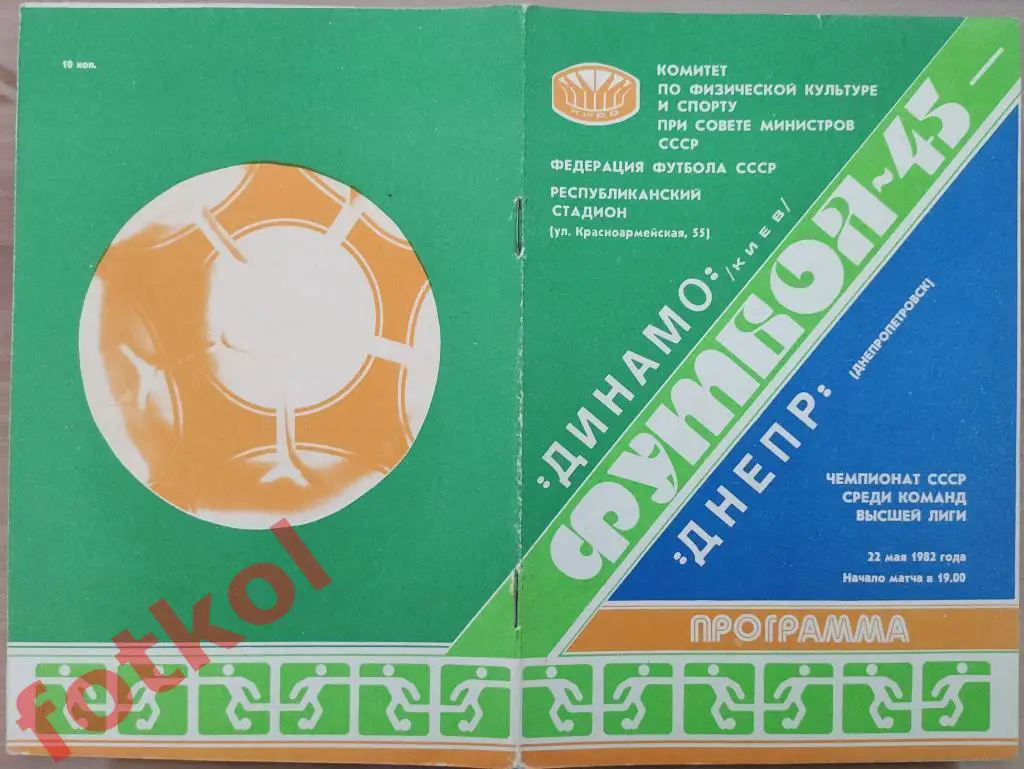 10 коп.
КИЕВ
КОМИТЕТ
ПО ФИЗИЧЕСКОЙ КУЛЬТУРЕ
И СПОРТУ
ПРИ СОВЕТЕ МИНИСТРОВ
СССР
ФЕДЕРАЦИЯ ФУТБОЛА СССР
РЕСПУБЛИКАНСКИЙ
СТАДИОН
(ул. Красноармейская, 55)
:ДИНАМО:
/КИЕВ/
ФУТБОЛ-45
:ДНЕПР:
(ДНЕПРОПЕТРОВСК)
ЧЕМПИОНАТ СССР
СРЕДИ КОМАНД
ВЫСШЕЙ ЛИГИ
22 мая 1982 года
Начало матча в 19.00
ПРОГРАММА
fotkol